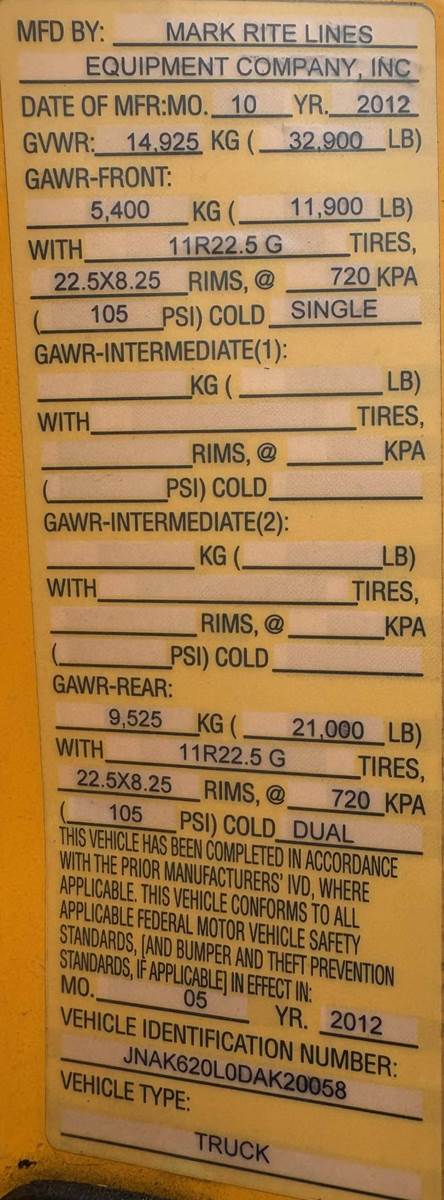 MFD BY: MARK RITE LINES
EQUIPMENT COMPANY, INC
DATE OF MFR:MO. 10 YR. 2012
GVWR: 14,925 KG ( 32,900 LB)
GAWR-FRONT:
5,400 KG ( 11,900 LB)
WITH 11R22.5 G TIRES,
22.5X8.25 RIMS, @ 720 KPA
( 105 PSI) COLD SINGLE
GAWR-INTERMEDIATE(1):
KG ( LB)
WITH TIRES,
RIMS, @ KPA
( PSI) COLD
GAWR-INTERMEDIATE(2):
KG ( LB)
WITH TIRES,
RIMS, @ KPA
( PSI) COLD
GAWR-REAR:
9,525 KG ( 21,000 LB)
WITH 11R22.5 G TIRES,
22.5X8.25 RIMS, @ 720 KPA
( 105 PSI) COLD DUAL
THIS VEHICLE HAS BEEN COMPLETED IN ACCORDANCE
WITH THE PRIOR MANUFACTURERS' IVD, WHERE
APPLICABLE. THIS VEHICLE CONFORMS TO ALL
APPLICABLE FEDERAL MOTOR VEHICLE SAFETY
STANDARDS, [AND BUMPER AND THEFT PREVENTION
STANDARDS, IF APPLICABLE] IN EFFECT IN:
MO. 05 YR. 2012
VEHICLE IDENTIFICATION NUMBER:
JNAK620L0DAK20058
VEHICLE TYPE:
TRUCK